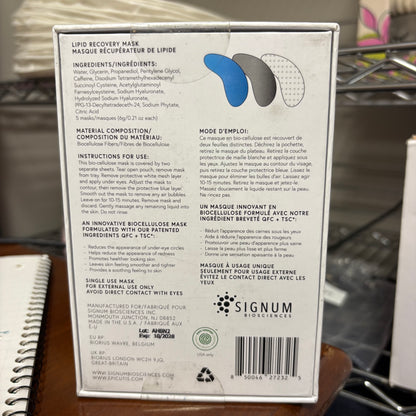 LIPID RECOVERY MASK
MASQUE RÉCUPÉRATEUR DE LIPIDE
INGREDIENTS/INGRÉDIENTS:
Water, Glycerin, Propanediol, Pentylene Glycol,
Caffeine, Disodium Tetramethylhexadecenyl
Succinoyl Cysteine, Acetylglutaminoyl
Farnesylcysteine, Sodium Hyaluronate,
Hydrolyzed Sodium Hyaluronate,
PPG-13-Decyltetradeceth-24, Sodium Phytate,
Citric Acid
5 masks/masques (6g/0.21 oz each)
MATERIAL COMPOSITION/
COMPOSITION DU MATÉRIAU:
Biocellulose Fibers/Fibres de Biocellulose
INSTRUCTIONS FOR USE:
This bio-cellulose mask is covered by two
separate sheets. Tear open pouch; remove mask
from tray. Remove protective white mesh layer
and apply under eyes. Adjust the mask to
contour, then remove the protective blue layer.
Smooth out the mask to remove any air bubbles.
Leave on for 10-15 minutes. Remove mask and
discard. Gently massage any remaining liquid into
the skin. Do not rinse.
AN INNOVATIVE BIOCELLULOSE MASK
FORMULATED WITH OUR PATENTED
INGREDIENTS QFC + TSC®:
- Reduces the appearance of under-eye circles
- Helps reduce the appearance of redness
- Promotes healthier looking skin
- Leaves skin feeling smoother and tighter
- Provides a soothing feeling to skin
SINGLE USE MASK
FOR EXTERNAL USE ONLY
AVOID DIRECT CONTACT WITH EYES
MANUFACTURED FOR/FABRIQUÉ POUR
SIGNUM BIOSCIENCES INC.
MONMOUTH JUNCTION, NJ 08852
MADE IN THE U.S.A / FABRIQUÉ AUX
É-U
EU RP:
BIORIUS WAVRE, BELGIUM
UK RP:
BIORIUS LONDON WC2H 9JQ,
GREAT-BRITAIN
WWW.SIGNUMBIOSCIENCES.COM
WWW.EPICUTIS.COM
MODE D'EMPLOI:
Ce masque en bio-cellulose est recouvert de
deux feuilles distinctes. Déchirez la pochette,
retirez le masque du plateau. Retirez la couche
protectrice de maille blanche et appliquez sous
les yeux. Ajustez le masque au contour du visage,
puis retirez la couche protectrice bleue. Lissez le
masque pour éliminer les bulles d'air. Laissez agir
10-15 minutes. Retirez le masque et jetez-le.
Massez doucement le liquide restant sur la peau.
Ne pas rincer.
UN MASQUE INNOVANT EN
BIOCELLULOSE FORMULÉ AVEC NOTRE
INGRÉDIENT BREVETÉ QFC + TSC®:
- Réduit l'apparence des cernes sous les yeux
- Aide à réduire l'apparence des rougeurs
- Promouvoir une peau d'apparence plus saine
- Laisse la peau plus lisse et plus ferme
- Donne une sensation apaisante à la peau
MASQUE À USAGE UNIQUE
SEULEMENT POUR USAGE EXTERNE
ÉVITEZ LE CONTACT DIRECT AVEC LES
YEUX
SIGNUM
BIOSCIENCES
Lot: AHBN2
Exp: 10/2028
USA only
8 50046 27232 5